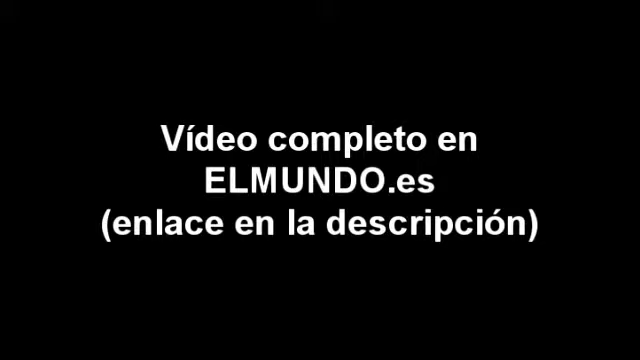 Vídeo completo en
ELMUNDO.es
(enlace en la descripción)